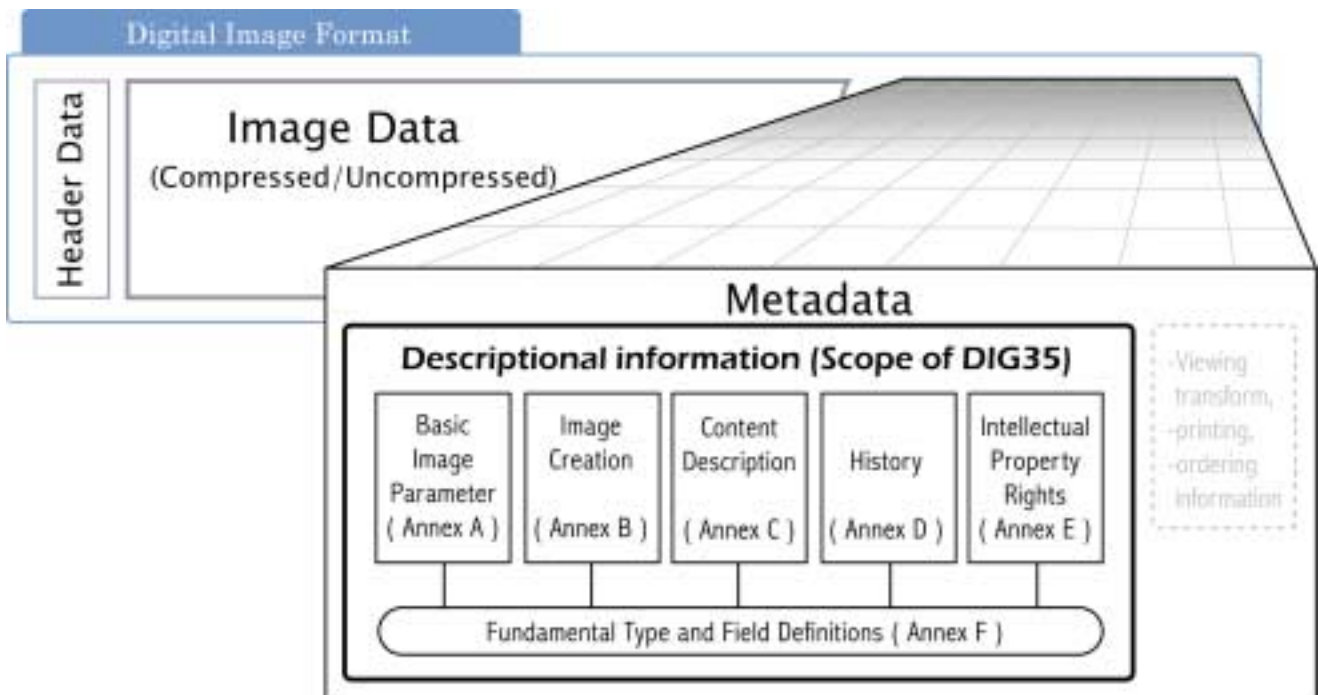 Digital Image Format
Header Data
Image Data
(Compressed/Uncompressed)
Metadata
Descriptional information (Scope of DIG35)
Basic
Image
Parameter
( Annex A )
Image
Creation
( Annex B )
Content
Description
( Annex C )
History
( Annex D )
Intellectual
Property
Rights
( Annex E )
Fundamental Type and Field Definitions ( Annex F )
-Viewing
transform,
-printing,
-ordering
information